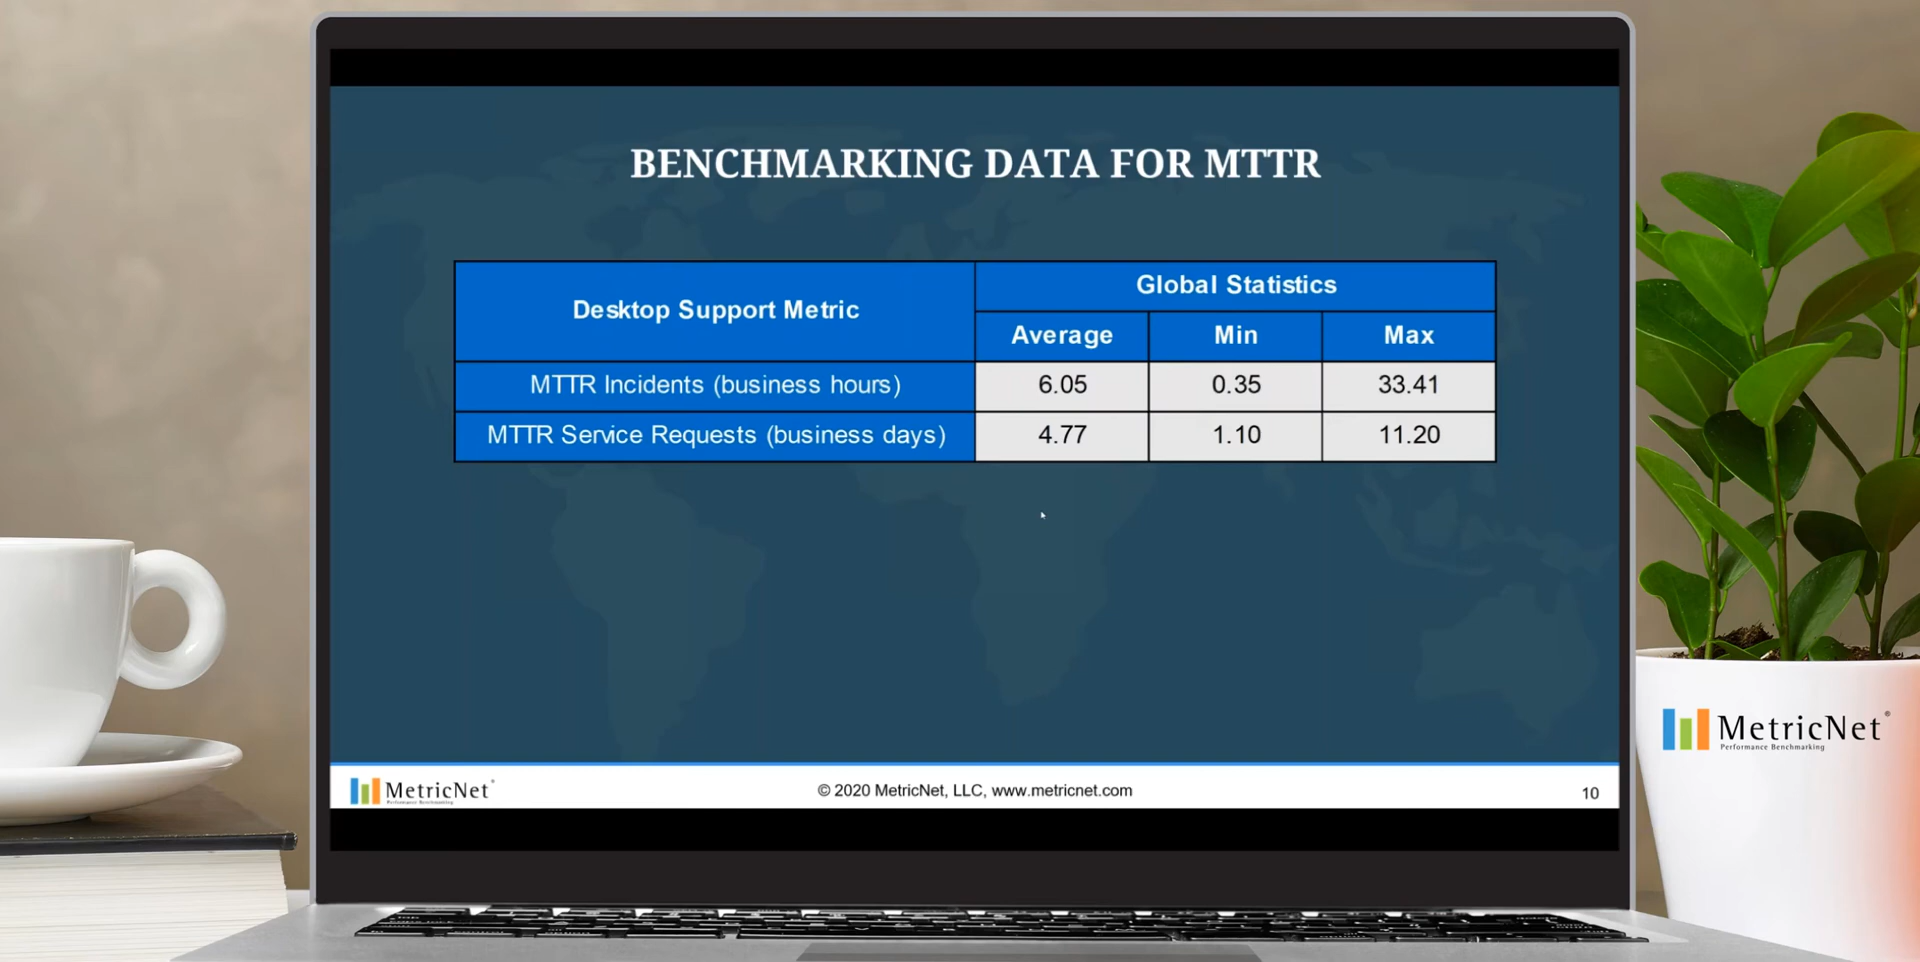 BENCHMARKING DATA FOR MTTR
Desktop Support Metric
Global Statistics
Average Min Max
MTTR Incidents (business hours) 6.05 0.35 33.41
MTTR Service Requests (business days) 4.77 1.10 11.20
MetricNet®
Performance Benchmarking
© 2020 MetricNet, LLC, www.metricnet.com
10
MetricNet®
Performance Benchmarking